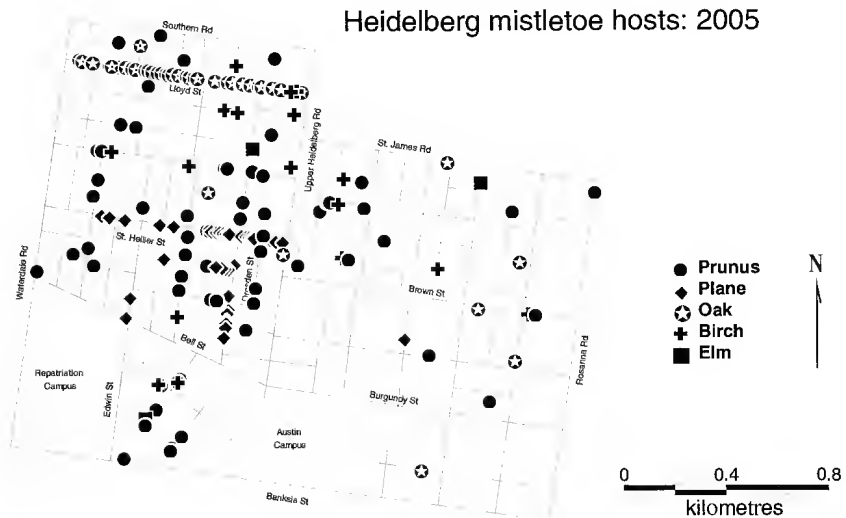 Heidelberg mistletoe hosts: 2005
Southern Rd
Lloyd St
Upper Heidelberg Rd
St. James Rd
St. Hellier St
Waterdale Rd
Dresden St
Brown St
Bell St
Rosanna Rd
Repatriation
Campus
Edwin St
Burgundy St
Austin
Campus
Banksia St
Prunus
Plane
Oak
Birch
Elm
N
0 0.4 0.8
kilometres